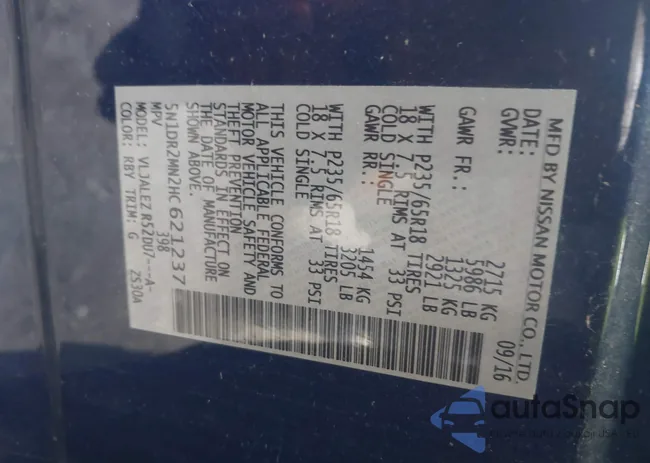 MFD BY NISSAN MOTOR CO., LTD.
DATE: 09/16
GVWR: 2715 KG
5986 LB
GAWR FR: 1325 KG
2921 LB
WITH P235/65R18 TIRES
18 X 7.5 RIMS AT 33 PSI
COLD SINGLE
GAWR RR: 1454 KG
3205 LB
WITH P235/65R18 TIRES
18 X 7.5 RIMS AT 33 PSI
COLD SINGLE
THIS VEHICLE CONFORMS TO
ALL APPLICABLE FEDERAL
MOTOR VEHICLE SAFETY AND
THEFT PREVENTION
STANDARDS IN EFFECT ON
THE DATE OF MANUFACTURE
SHOWN ABOVE.
5N1DR2MN2HC621237
MPV 398
MODEL: VLJALEZ R52DU7---A-
COLOR: RBY TRIM: G 2S30A
autoSnap